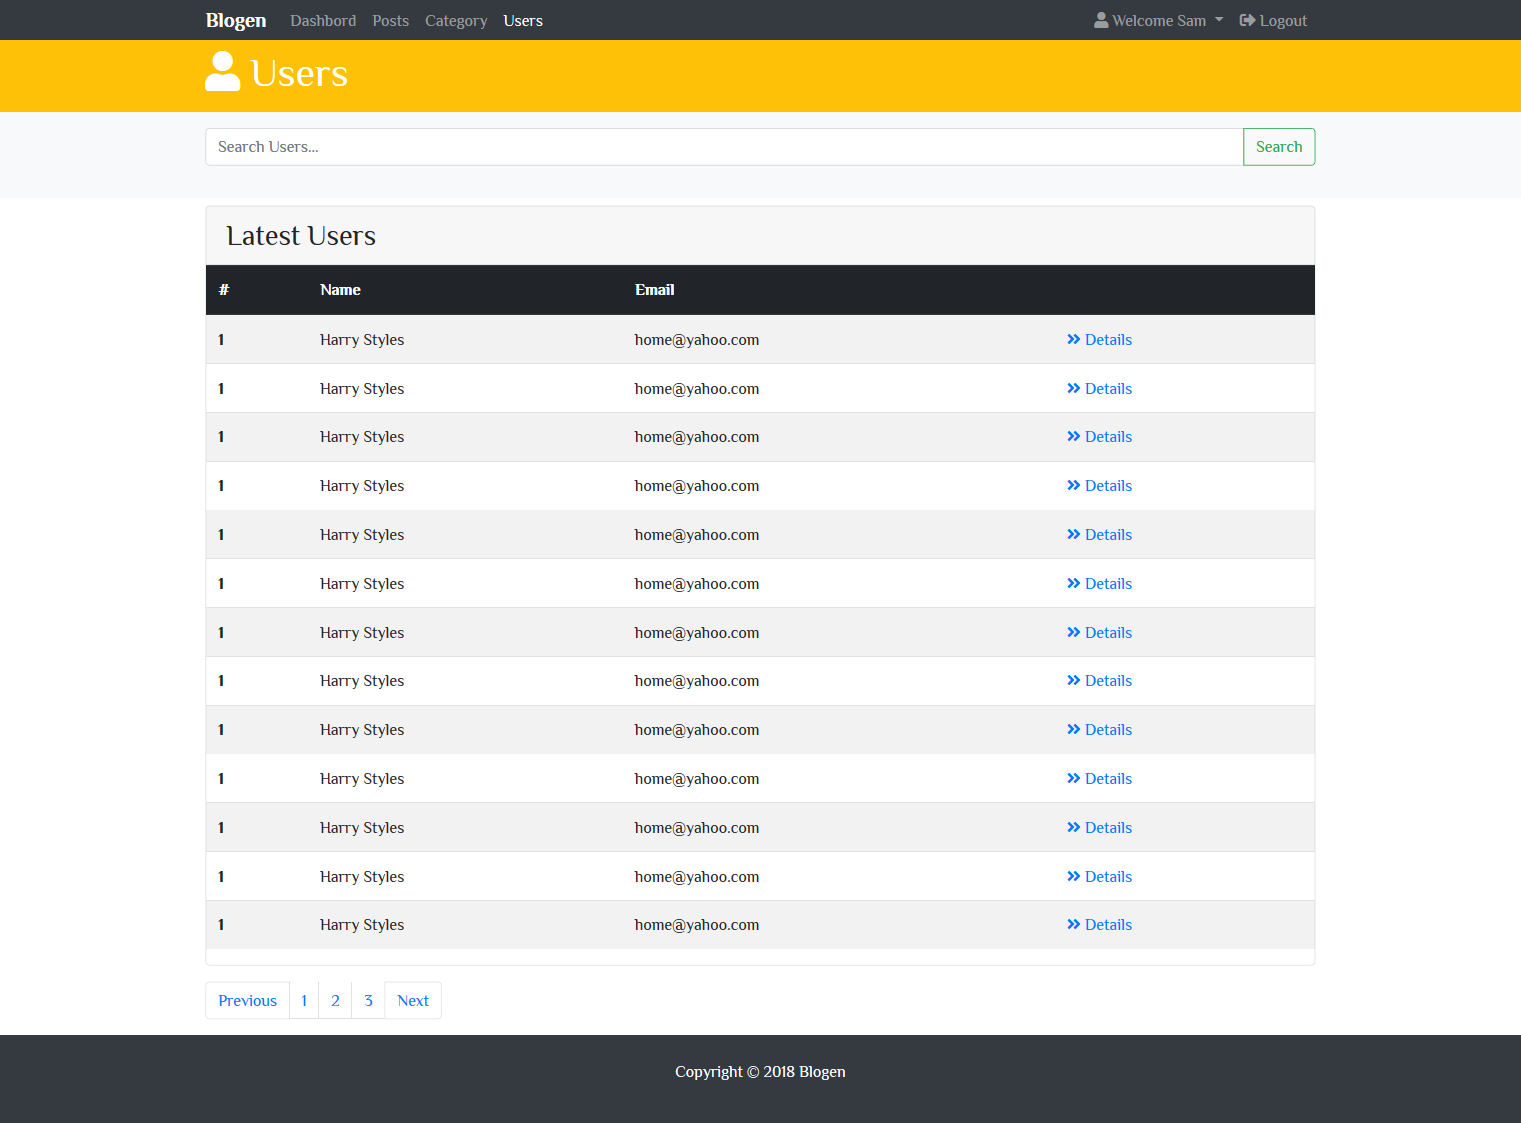 Blogen Dashbord Posts Category Users Welcome Sam Logout
Users
Search Users... Search
Latest Users
# Name Email
1 Harry Styles home@yahoo.com Details
1 Harry Styles home@yahoo.com Details
1 Harry Styles home@yahoo.com Details
1 Harry Styles home@yahoo.com Details
1 Harry Styles home@yahoo.com Details
1 Harry Styles home@yahoo.com Details
1 Harry Styles home@yahoo.com Details
1 Harry Styles home@yahoo.com Details
1 Harry Styles home@yahoo.com Details
1 Harry Styles home@yahoo.com Details
1 Harry Styles home@yahoo.com Details
1 Harry Styles home@yahoo.com Details
1 Harry Styles home@yahoo.com Details
Previous 1 2 3 Next
Copyright © 2018 Blogen